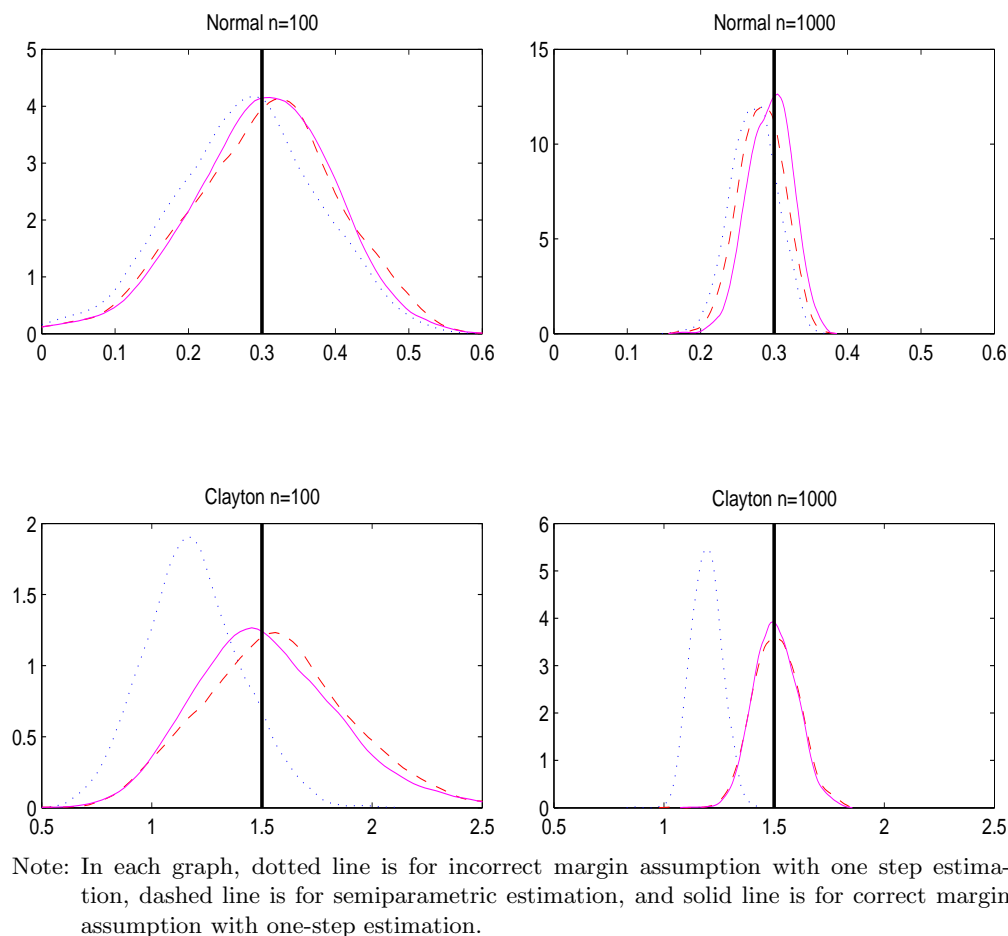 Normal n=100
Normal n=1000
5
4
3
2
1
0
0 0.1 0.2 0.3 0.4 0.5 0.6
15
10
5
0
0 0.1 0.2 0.3 0.4 0.5 0.6
Clayton n=100
Clayton n=1000
2
1.5
1
0.5
0
0.5 1 1.5 2 2.5
6
5
4
3
2
1
0
0.5 1 1.5 2 2.5
Note: In each graph, dotted line is for incorrect margin assumption with one step estima-
tion, dashed line is for semiparametric estimation, and solid line is for correct margin
assumption with one-step estimation.